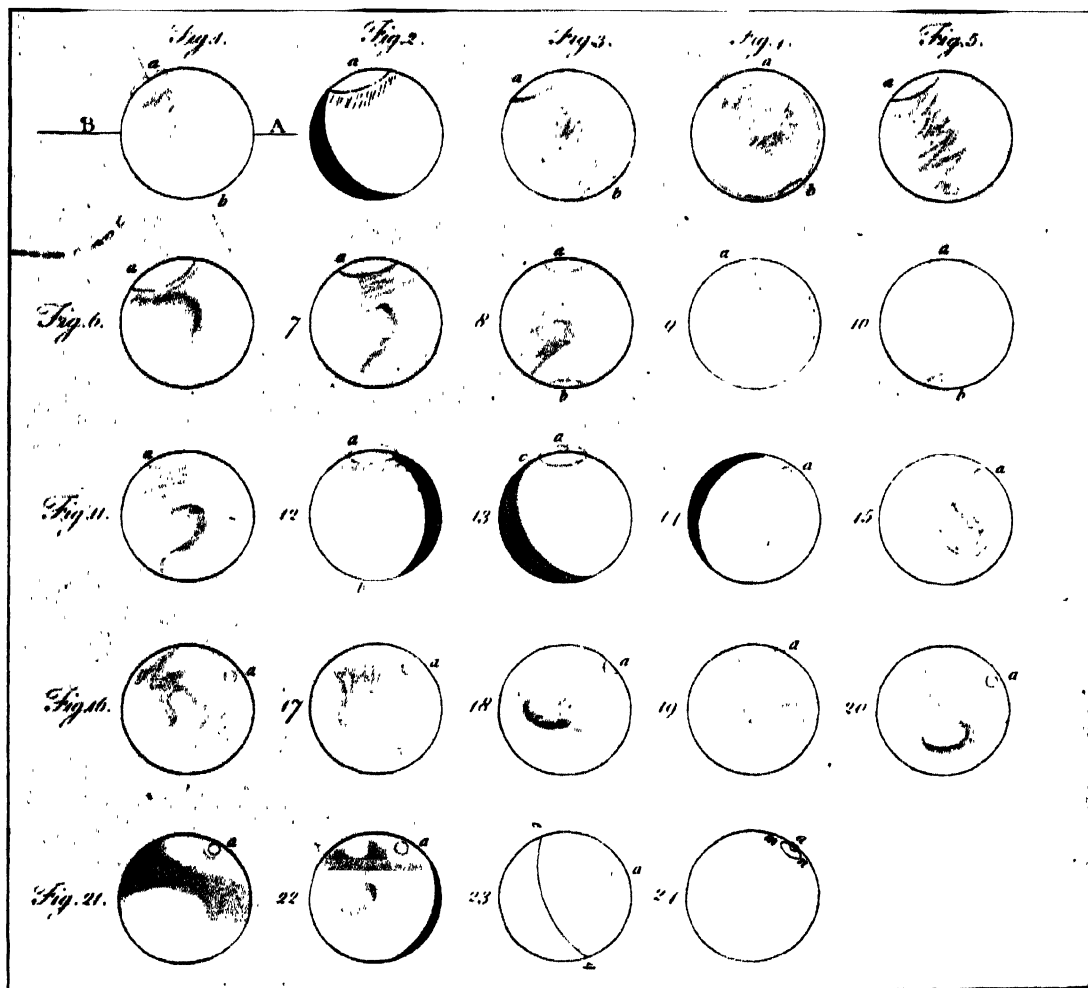 Fig. 1. Fig. 2. Fig. 3. Fig. 4. Fig. 5.
a a a a a
B A
b b b
Fig. 6. 7 8 9 10
a a a a a
b b
Fig. 11. 12 13 14 15
a a c a a a
Fig. 16. 17 18 19 20
a a a a a
Fig. 21. 22 23 24
a a a a